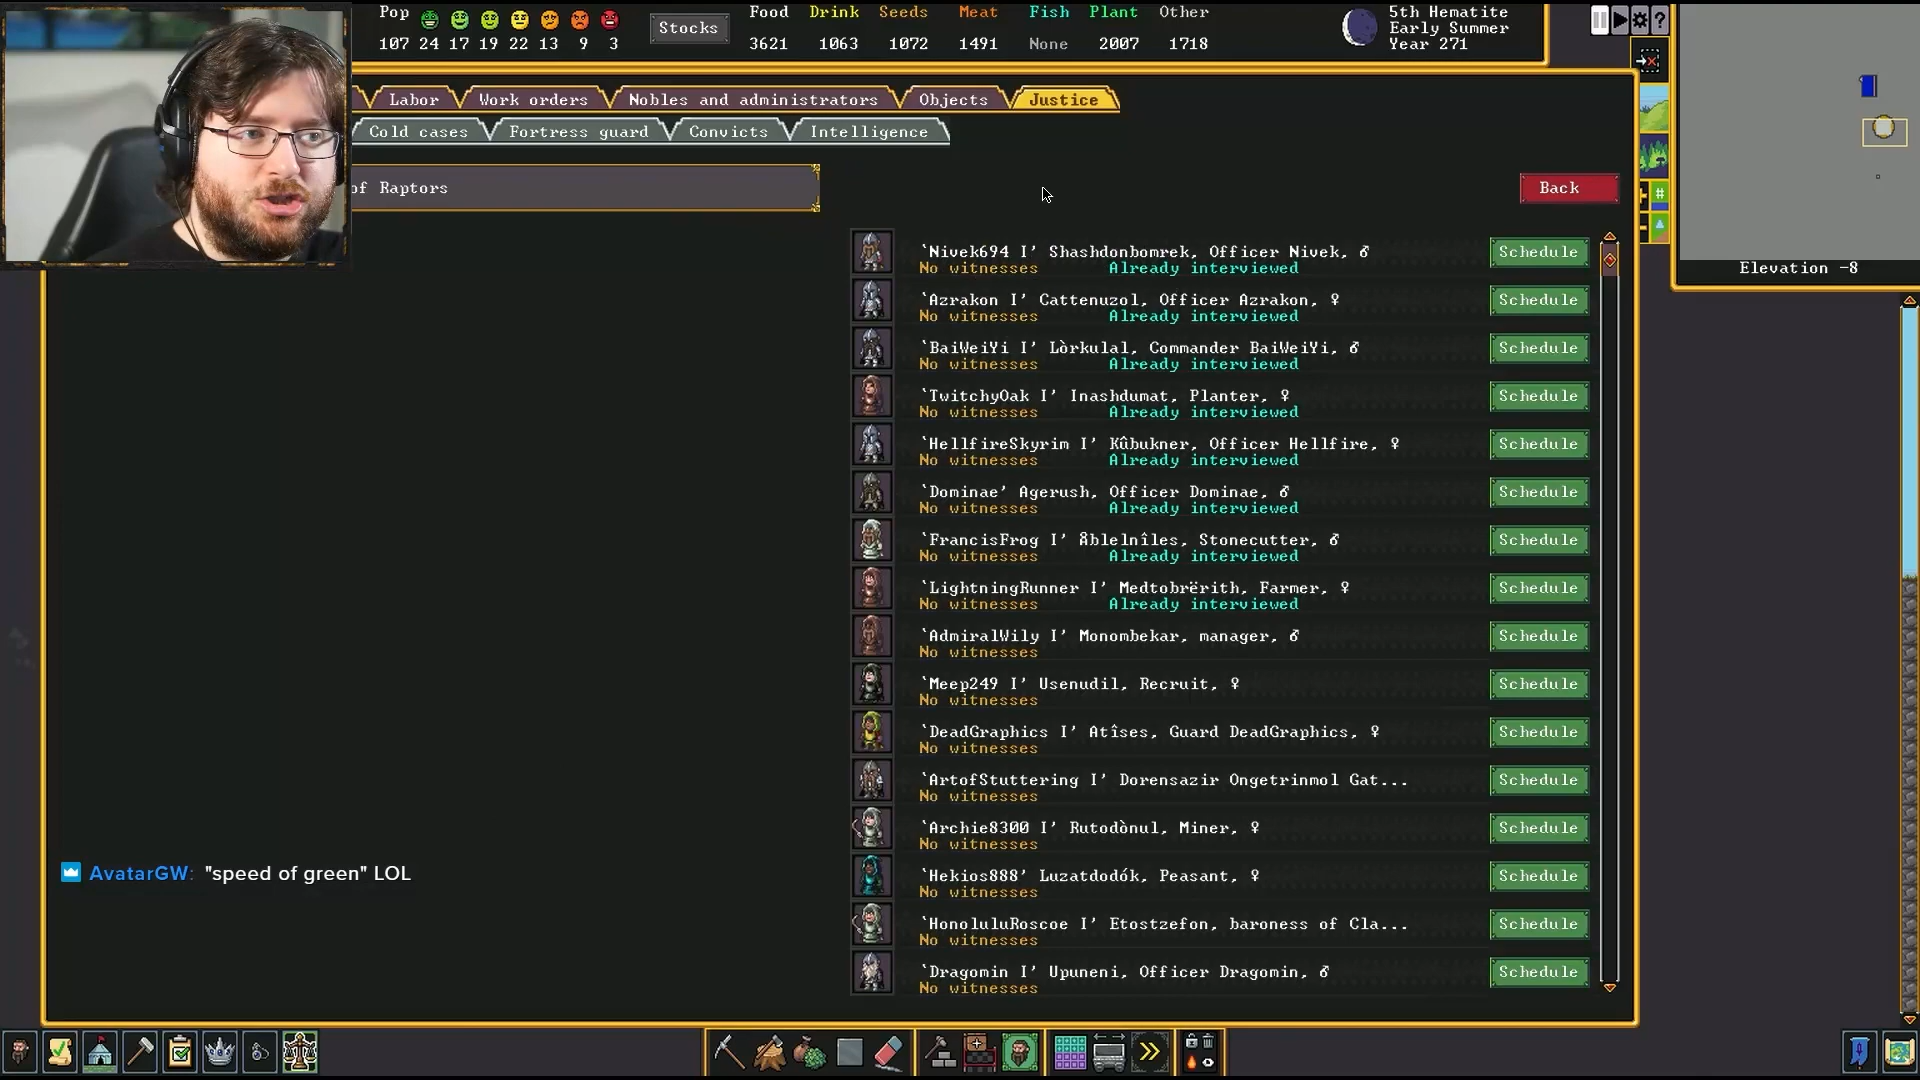 Pop
107 24 17 19 22 13 9 3
Stocks
Food Drink Seeds Meat Fish Plant Other
3621 1063 1072 1491 None 2007 1718
5th Hematite
Early Summer
Year 271
?
Labor Work orders Nobles and administrators Objects Justice
Cold cases Fortress guard Convicts Intelligence
of Raptors
Back
Elevation -8
`Nivek694 I' Shashdonbomrek, Officer Nivek, ♂
No witnesses Already interviewed
Schedule
`Azrakon I' Cattenuzol, Officer Azrakon, ♀
No witnesses Already interviewed
Schedule
`BaiWeiYi I' Lòrkulal, Commander BaiWeiYi, ♂
No witnesses Already interviewed
Schedule
`TwitchyOak I' Inashdumat, Planter, ♀
No witnesses Already interviewed
Schedule
`HellfireSkyrim I' Kûbukner, Officer Hellfire, ♀
No witnesses Already interviewed
Schedule
`Dominae' Agerush, Officer Dominae, ♂
No witnesses Already interviewed
Schedule
`FrancisFrog I' Åblelnîles, Stonecutter, ♂
No witnesses Already interviewed
Schedule
`LightningRunner I' Medtobrërith, Farmer, ♀
No witnesses Already interviewed
Schedule
`AdmiralWily I' Monombekar, manager, ♂
No witnesses
Schedule
`Meep249 I' Usenudil, Recruit, ♀
No witnesses
Schedule
`DeadGraphics I' Atîses, Guard DeadGraphics, ♀
No witnesses
Schedule
`ArtofStuttering I' Dorensazir Ongetrinmol Gat...
No witnesses
Schedule
`Archie8300 I' Rutodònul, Miner, ♀
No witnesses
Schedule
`Hekios888' Luzatdodók, Peasant, ♀
No witnesses
Schedule
`HonoluluRoscoe I' Etostzefon, baroness of Cla...
No witnesses
Schedule
`Dragomin I' Upuneni, Officer Dragomin, ♂
No witnesses
Schedule
AvatarGW: "speed of green" LOL